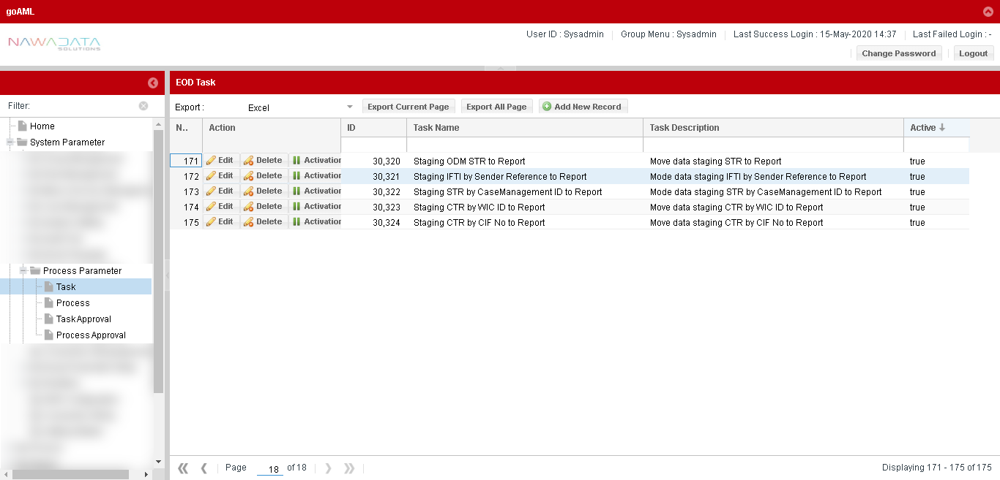 goAML
NAWADATA
SOLUTIONS
User ID : Sysadmin
Group Menu : Sysadmin
Last Success Login : 15-May-2020 14:37
Last Failed Login : -
Change Password
Logout
Filter:
Home
System Parameter
Process Parameter
Task
Process
Task Approval
Process Approval
EOD Task
Export :
Excel
Export Current Page
Export All Page
Add New Record
N.. Action ID Task Name Task Description Active
171 Edit Delete Activation 30,320 Staging ODM STR to Report Move data staging STR to Report true
172 Edit Delete Activation 30,321 Staging IFTI by Sender Reference to Report Mode data staging IFTI by Sender Reference to Report true
173 Edit Delete Activation 30,322 Staging STR by CaseManagement ID to Report Mode data staging STR by CaseManagement ID to Report true
174 Edit Delete Activation 30,323 Staging CTR by WIC ID to Report Move data staging CTR by WIC ID to Report true
175 Edit Delete Activation 30,324 Staging CTR by CIF No to Report Move data staging CTR by CIF No to Report true
Page 18 of 18
Displaying 171 - 175 of 175